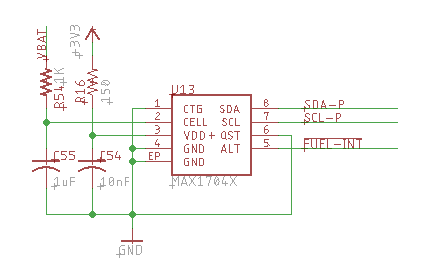 VBAT
R54
1K
+3V3
R16
150
U13
1 CTG SDA 8 SDA-P
2 CELL SCL 7 SCL-P
3 VDD+ QST 6
4 GND ALT 5 FUEL-INT
EP GND
C55
1uF
C54
10nF
MAX1704X
GND